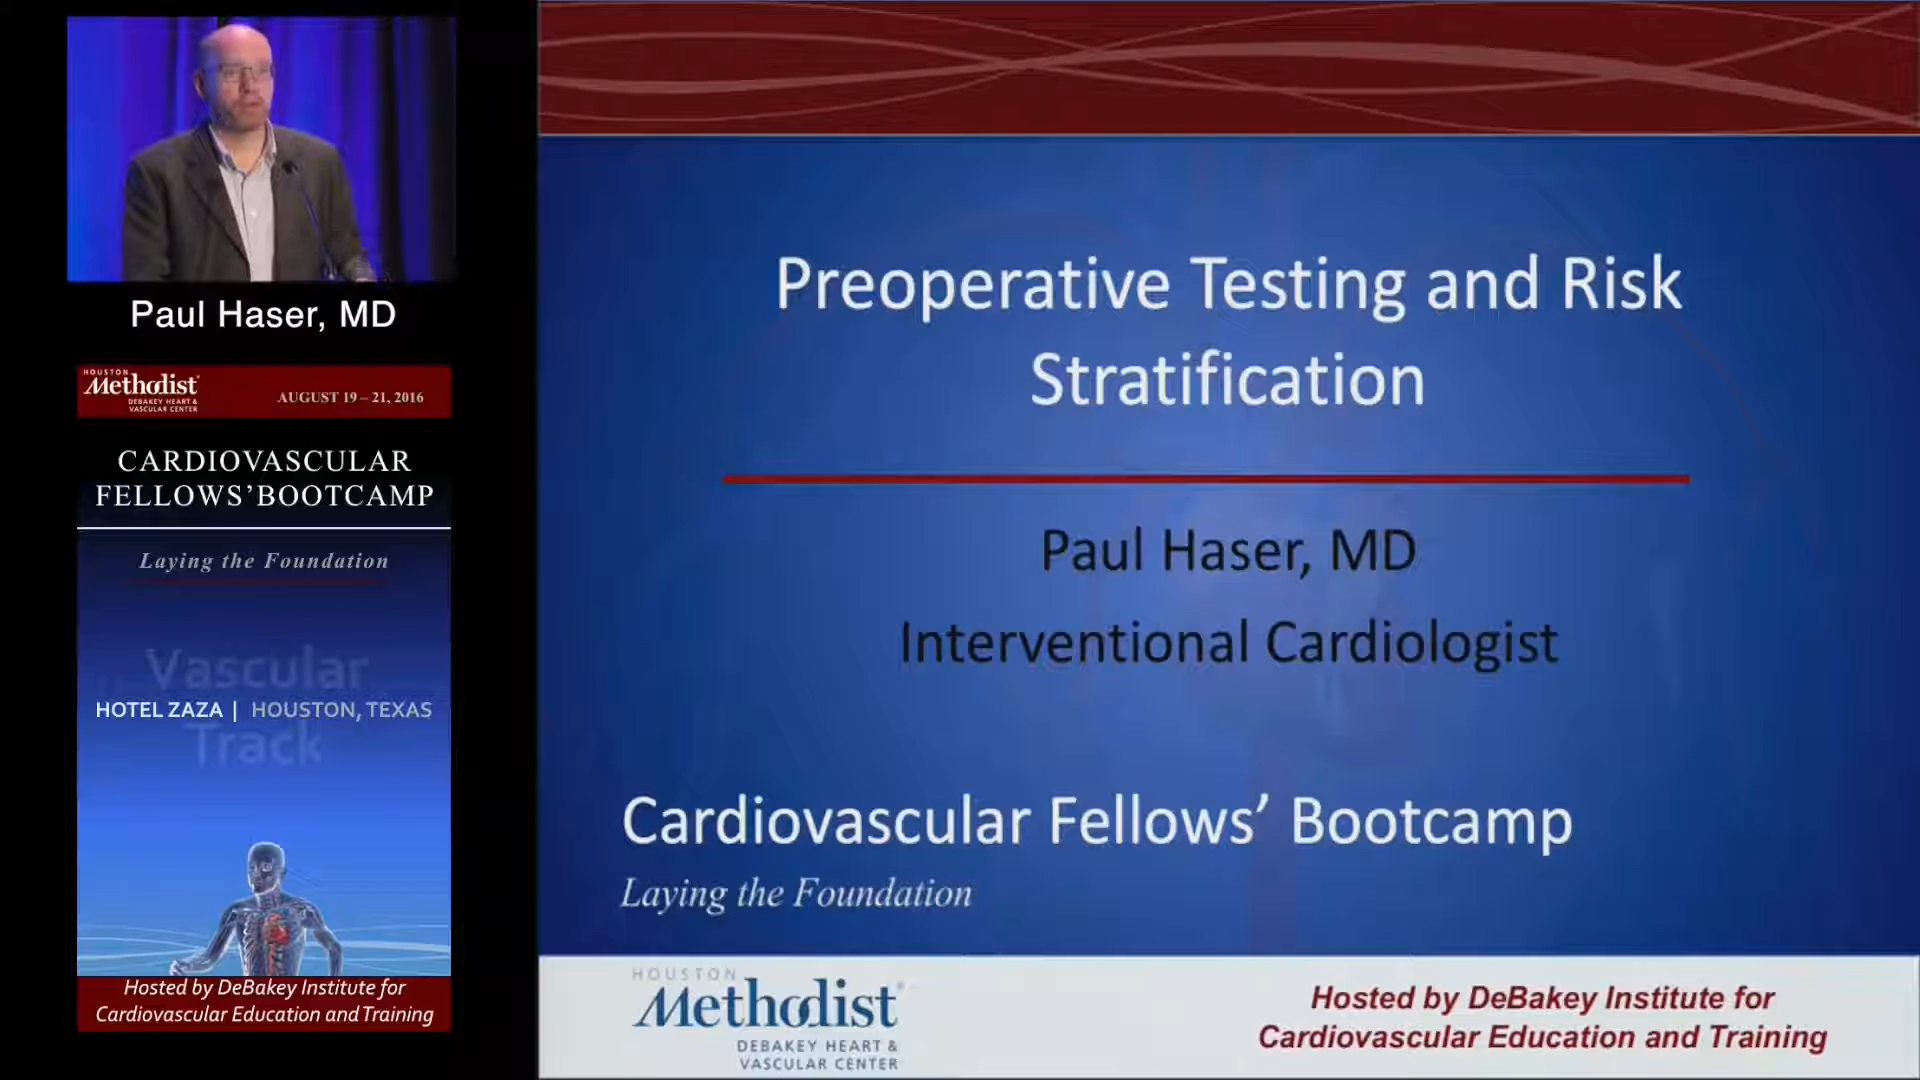 Paul Haser, MD
HOUSTON
Methodist
DEBAKEY HEART &
VASCULAR CENTER
AUGUST 19 – 21, 2016
CARDIOVASCULAR
FELLOWS’BOOTCAMP
Laying the Foundation
Vascular
HOTEL ZAZA | HOUSTON, TEXAS
Track
Hosted by DeBakey Institute for
Cardiovascular Education and Training
Preoperative Testing and Risk
Stratification
Paul Haser, MD
Interventional Cardiologist
Cardiovascular Fellows’ Bootcamp
Laying the Foundation
HOUSTON
Methodist
DEBAKEY HEART &
VASCULAR CENTER
Hosted by DeBakey Institute for
Cardiovascular Education and Training